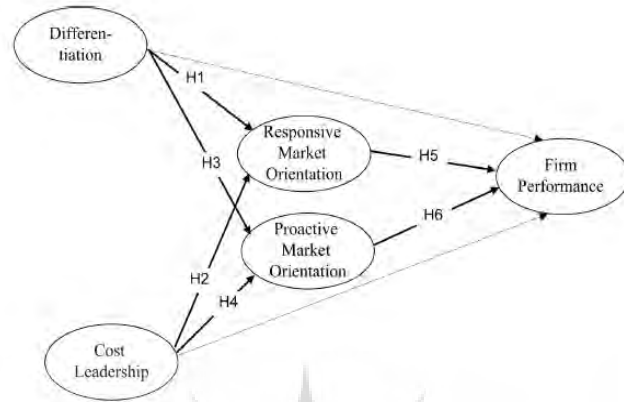 Differen-
tiation
H1
Responsive
Market
Orientation
H5
Firm
Performance
H3
H6
Proactive
Market
Orientation
H2
H4
Cost
Leadership